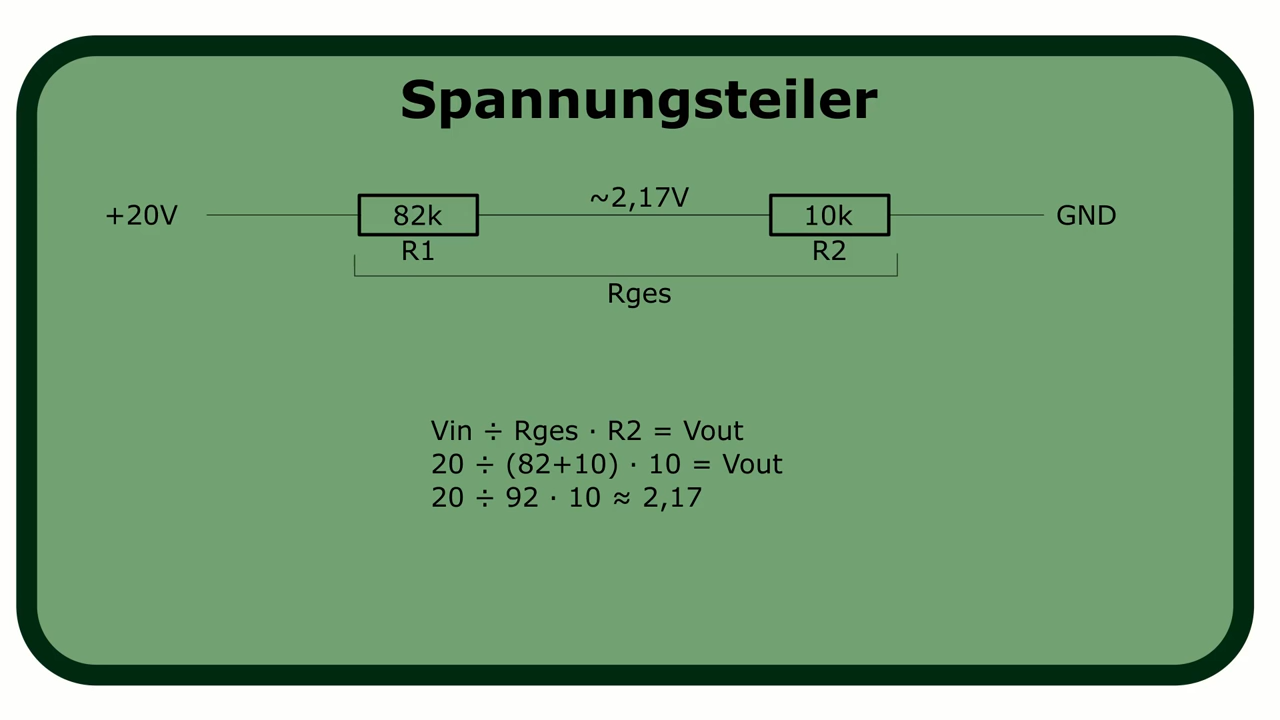 Spannungsteiler
+20V 82k ~2,17V 10k GND
R1 R2
Rges
Vin ÷ Rges · R2 = Vout
20 ÷ (82+10) · 10 = Vout
20 ÷ 92 · 10 ≈ 2,17